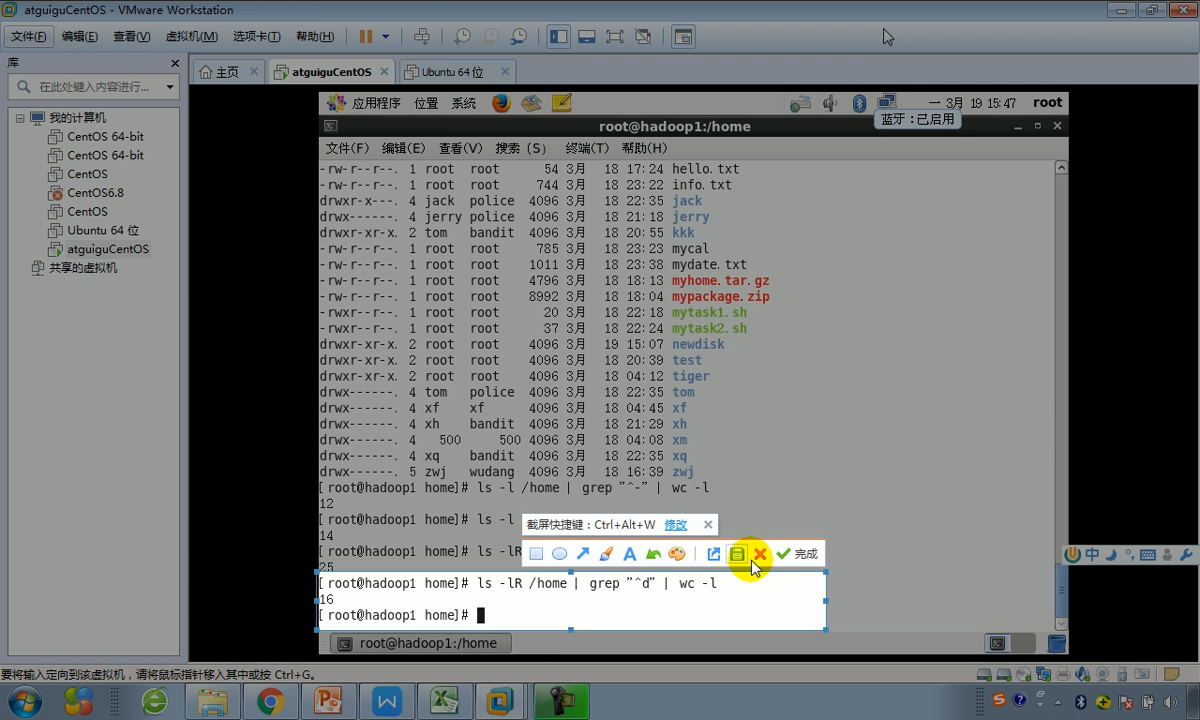 atguiguCentOS - VMware Workstation
文件(F) 编辑(E) 查看(V) 虚拟机(M) 选项卡(T) 帮助(H)
库
在此处键入内容进行...
我的计算机
CentOS 64-bit
CentOS 64-bit
CentOS
CentOS6.8
CentOS
Ubuntu 64 位
atguiguCentOS
共享的虚拟机
主页 atguiguCentOS Ubuntu 64 位
应用程序 位置 系统 一 3月 19 15:47 root
蓝牙：已启用
root@hadoop1:/home
文件(F) 编辑(E) 查看(V) 搜索(S) 终端(T) 帮助(H)
-rw-r--r--. 1 root root 54 3月 18 17:24 hello.txt
-rw-r--r--. 1 root root 744 3月 18 23:22 info.txt
drwxr-x---. 4 jack police 4096 3月 18 22:35 jack
drwx------. 4 jerry police 4096 3月 18 21:18 jerry
drwxr-xr-x. 2 tom bandit 4096 3月 18 20:55 kkk
-rw-r--r--. 1 root root 785 3月 18 23:23 mycal
-rw-r--r--. 1 root root 1011 3月 18 23:38 mydate.txt
-rw-r--r--. 1 root root 4796 3月 18 18:13 myhome.tar.gz
-rw-r--r--. 1 root root 8992 3月 18 18:04 mypackage.zip
-rwxr--r--. 1 root root 20 3月 18 22:18 mytask1.sh
-rwxr--r--. 1 root root 37 3月 18 22:24 mytask2.sh
drwxr-xr-x. 2 root root 4096 3月 19 15:07 newdisk
drwxr-xr-x. 2 root root 4096 3月 18 20:39 test
drwxr-xr-x. 2 root root 4096 3月 18 04:12 tiger
drwx------. 4 tom police 4096 3月 18 22:35 tom
drwx------. 4 xf xf 4096 3月 18 04:45 xf
drwx------. 4 xh bandit 4096 3月 18 21:29 xh
drwx------. 4 500 500 4096 3月 18 04:08 xm
drwx------. 4 xq bandit 4096 3月 18 22:35 xq
drwx------. 5 zwj wudang 4096 3月 18 16:39 zwj
[root@hadoop1 home]# ls -l /home | grep "^-" | wc -l
12
[root@hadoop1 home]# ls -l
14
[root@hadoop1 home]# ls -lR
25
[root@hadoop1 home]# ls -lR /home | grep "^d" | wc -l
16
[root@hadoop1 home]#
截屏快捷键：Ctrl+Alt+W 修改
A 完成
中
root@hadoop1:/home
要将输入定向到该虚拟机，请将鼠标指针移入其中或按 Ctrl+G。